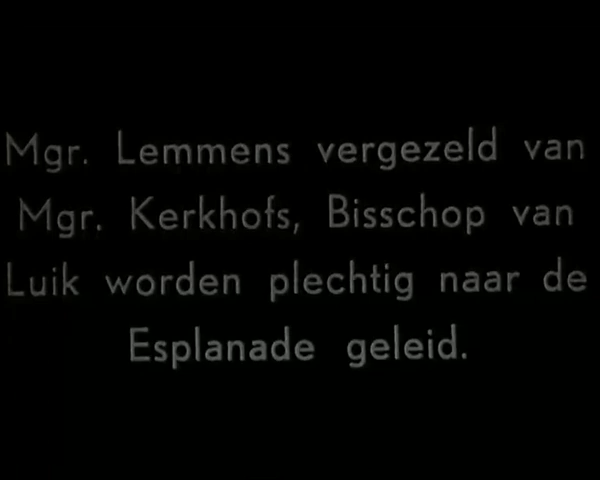 Mgr. Lemmens vergezeld van
Mgr. Kerkhofs, Bisschop van
Luik worden plechtig naar de
Esplanade geleid.